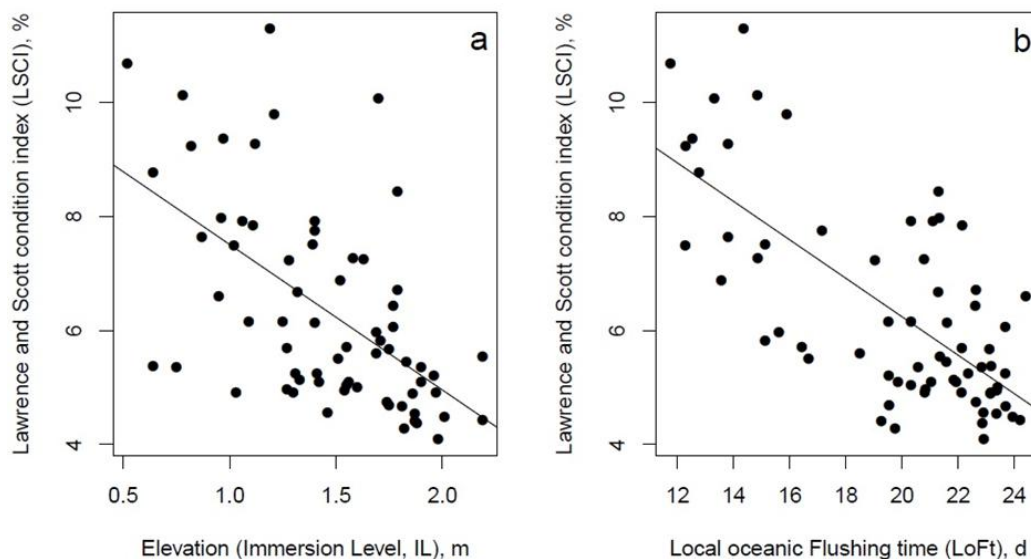 a
Lawrence and Scott condition index (LSCI), %
10
8
6
4
0.5 1.0 1.5 2.0
Elevation (Immersion Level, IL), m
b
Lawrence and Scott condition index (LSCI), %
10
8
6
4
12 14 16 18 20 22 24
Local oceanic Flushing time (LoFt), d